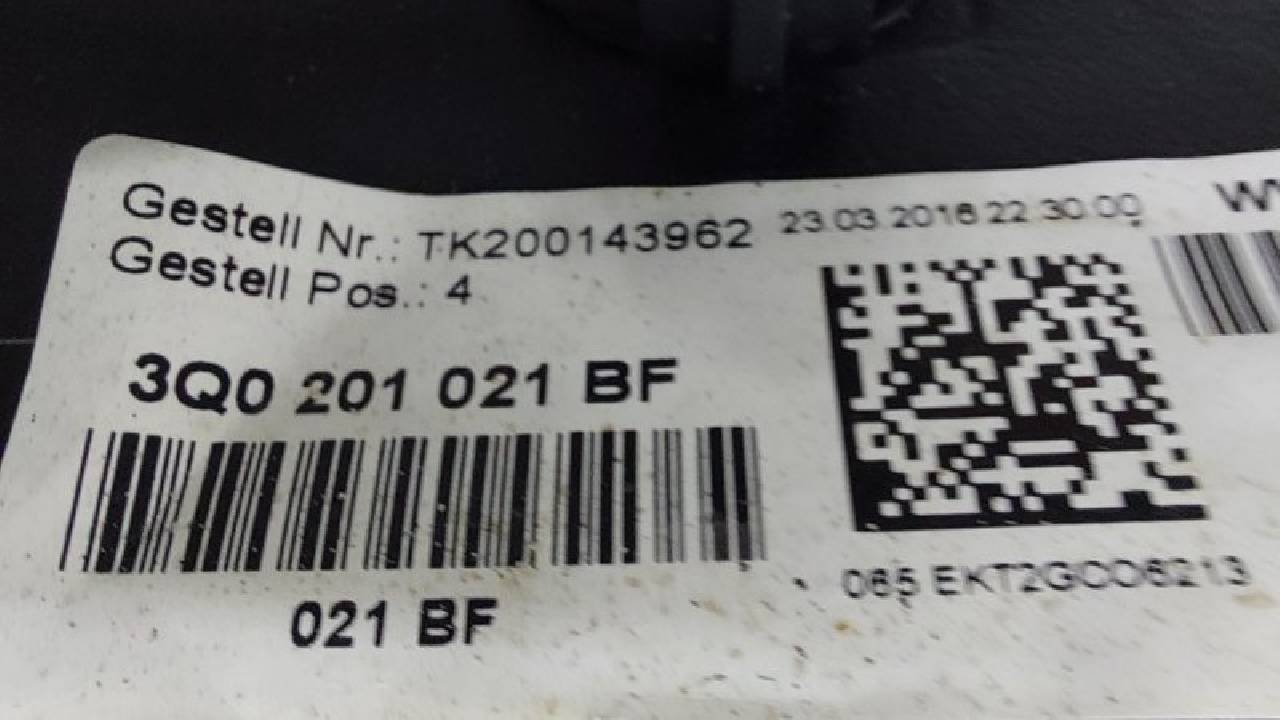 Gestell Nr.: TK200143962 23.03.2016 22:30:00
Gestell Pos.: 4
3Q0 201 021 BF
021 BF
065 EKT2GCO6213